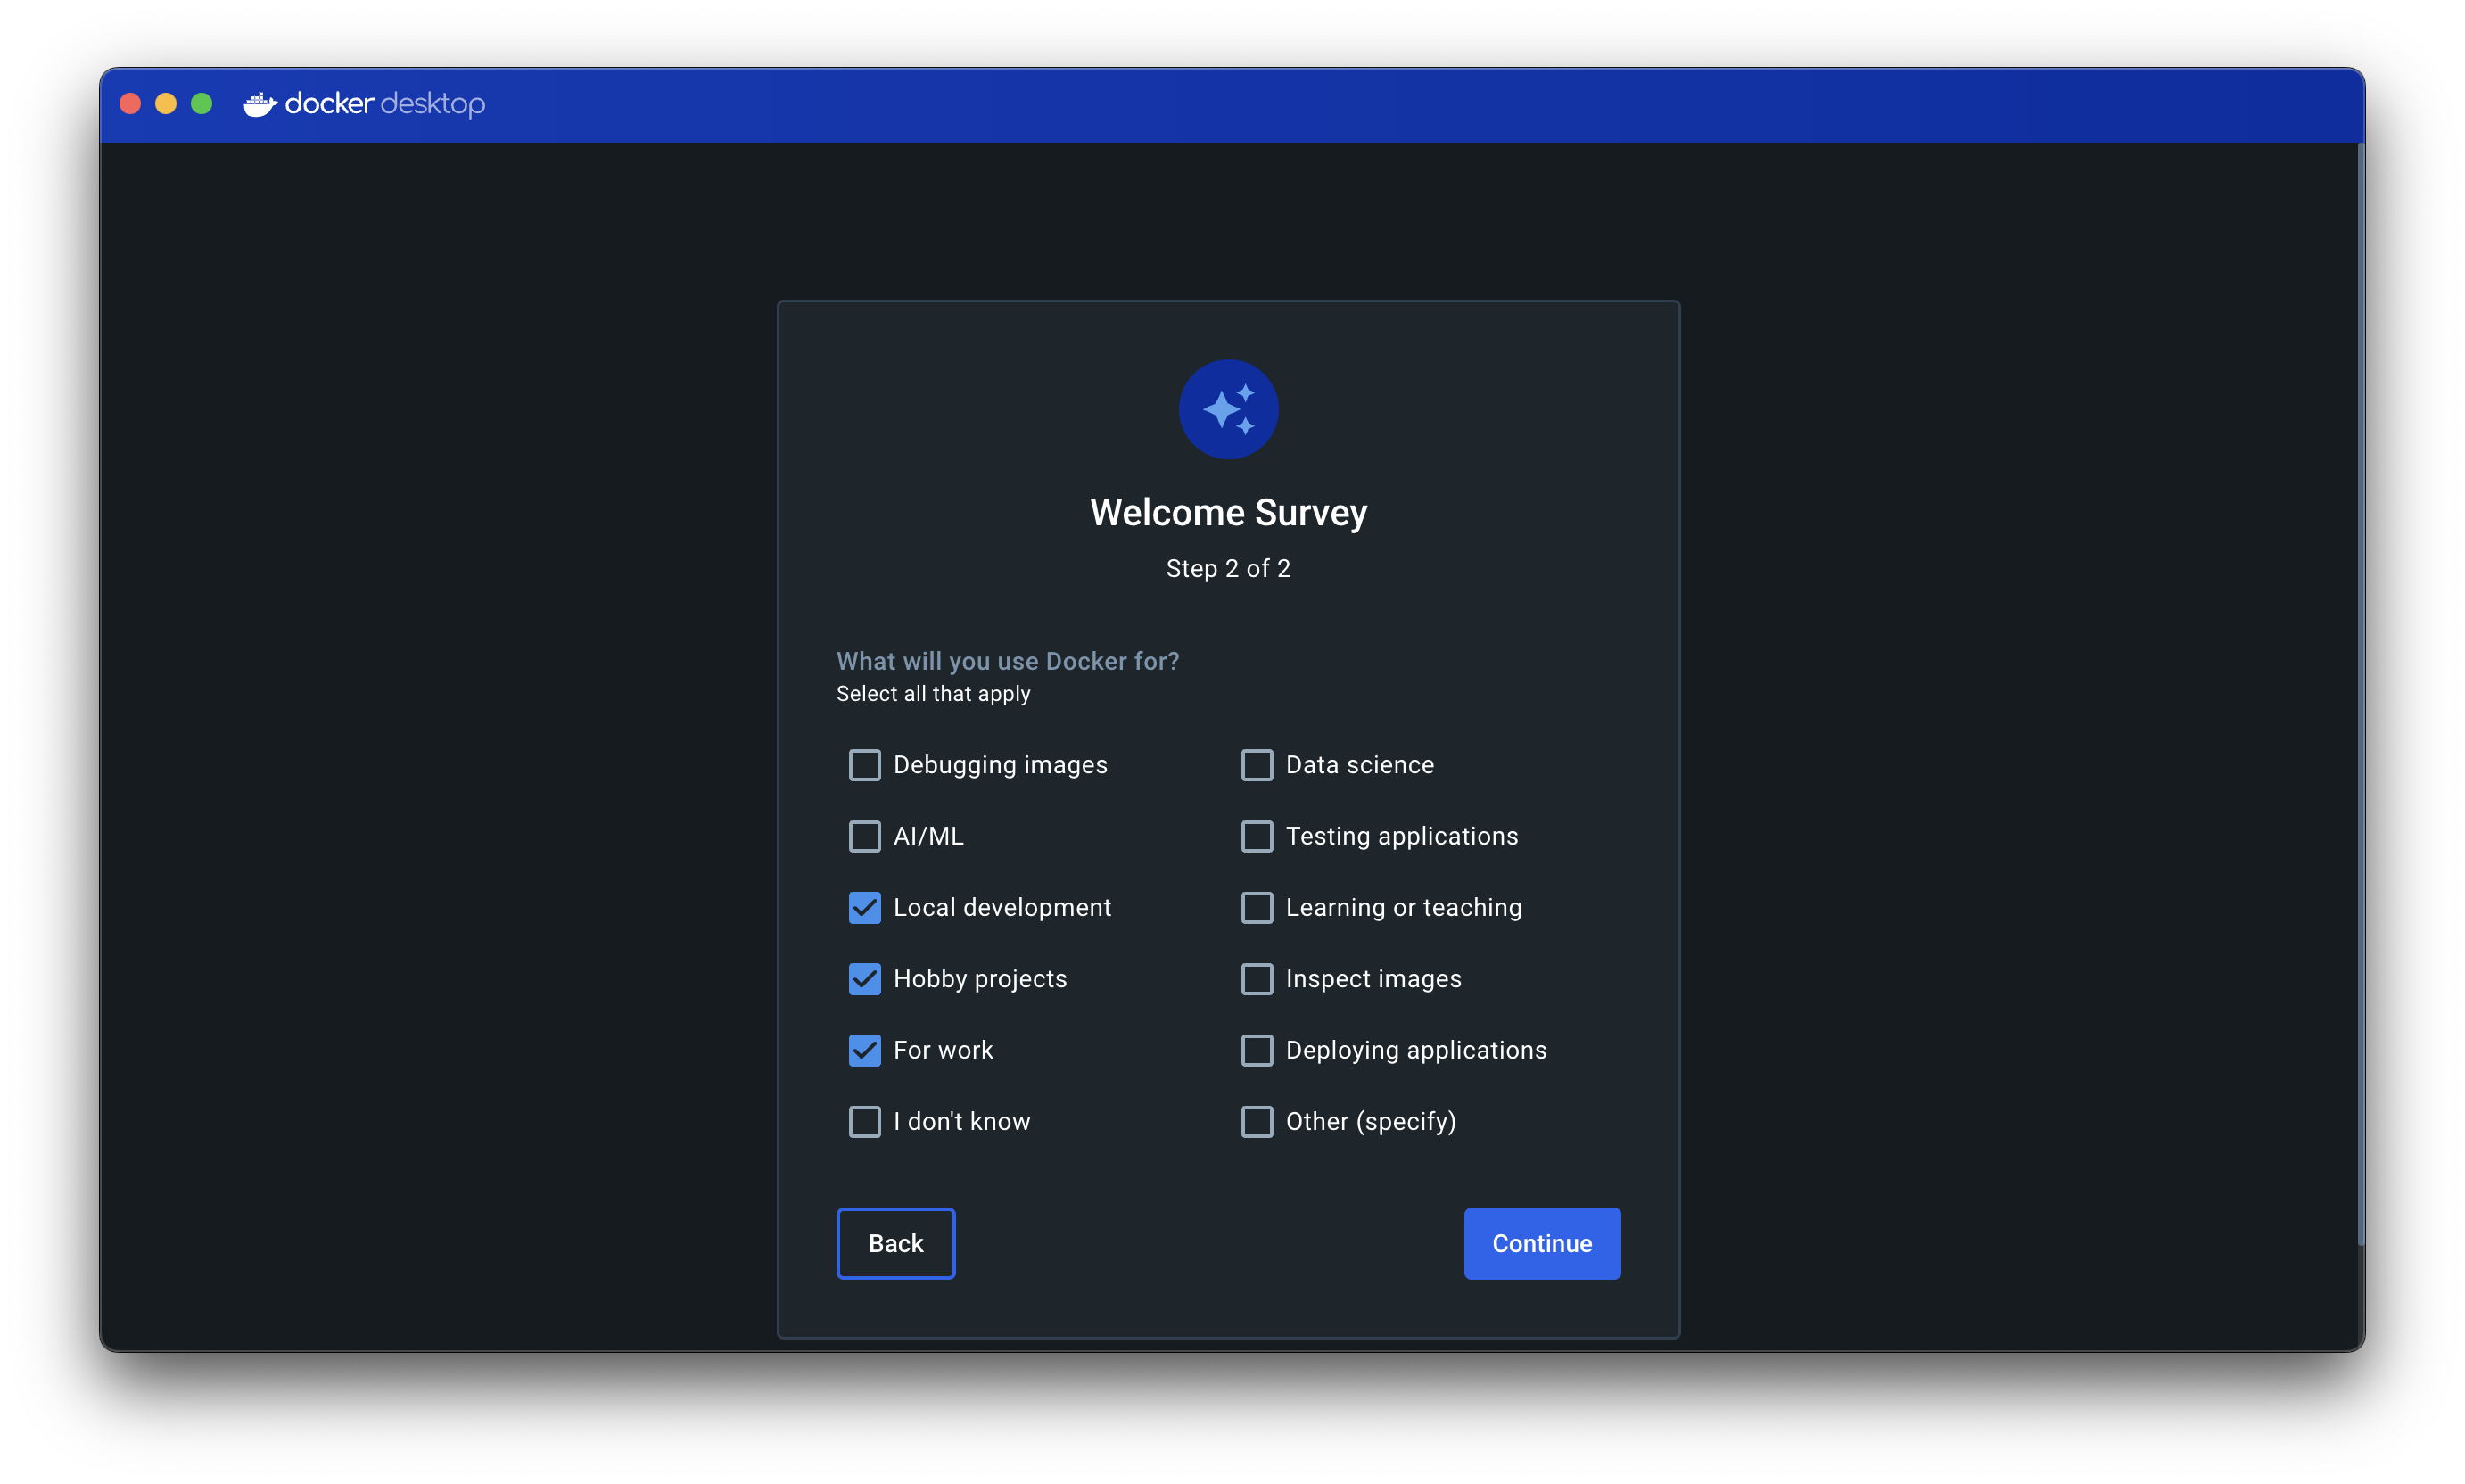 docker desktop
Welcome Survey
Step 2 of 2
What will you use Docker for?
Select all that apply
Debugging images
Data science
AI/ML
Testing applications
Local development
Learning or teaching
Hobby projects
Inspect images
For work
Deploying applications
I don't know
Other (specify)
Back
Continue